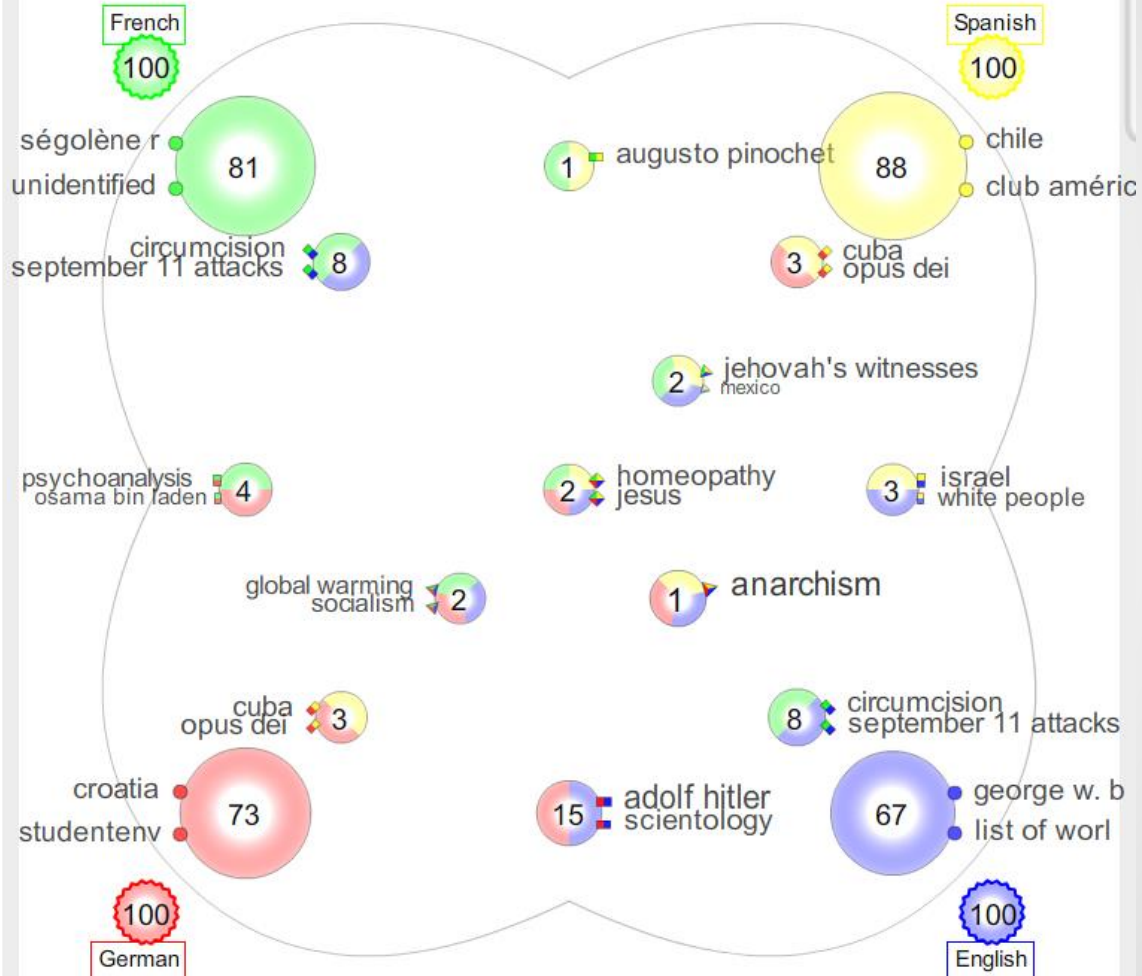 French
100
Spanish
100
ségolène r
unidentified
81
1
augusto pinochet
88
chile
club améric
circumcision
september 11 attacks
8
3
cuba
opus dei
2
jehovah's witnesses
mexico
psychoanalysis
osama bin laden
4
2
homeopathy
jesus
3
israel
white people
global warming
socialism
2
1
anarchism
cuba
opus dei
3
8
circumcision
september 11 attacks
croatia
studentenv
73
15
adolf hitler
scientology
67
george w. b
list of worl
100
German
100
English